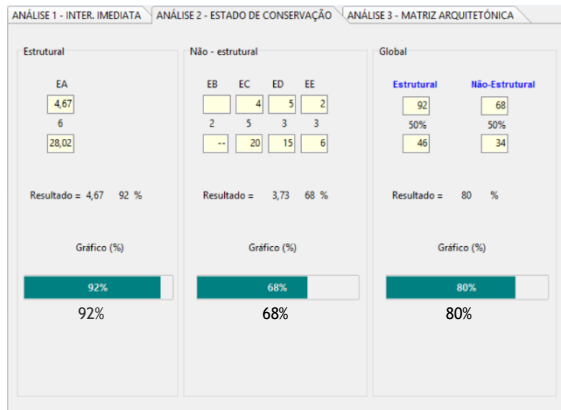 ANÁLISE 1 - INTER. IMEDIATA ANÁLISE 2 - ESTADO DE CONSERVAÇÃO ANÁLISE 3 - MATRIZ ARQUITETÓNICA
Estrutural
EA
4,67
6
28,02
Resultado = 4,67 92 %
Gráfico (%)
92%
92%
Não - estrutural
EB EC ED EE
4 5 2
2 5 3 3
-- 20 15 6
Resultado = 3,73 68 %
Gráfico (%)
68%
68%
Global
Estrutural Não-Estrutural
92 68
50% 50%
46 34
Resultado = 80 %
Gráfico (%)
80%
80%